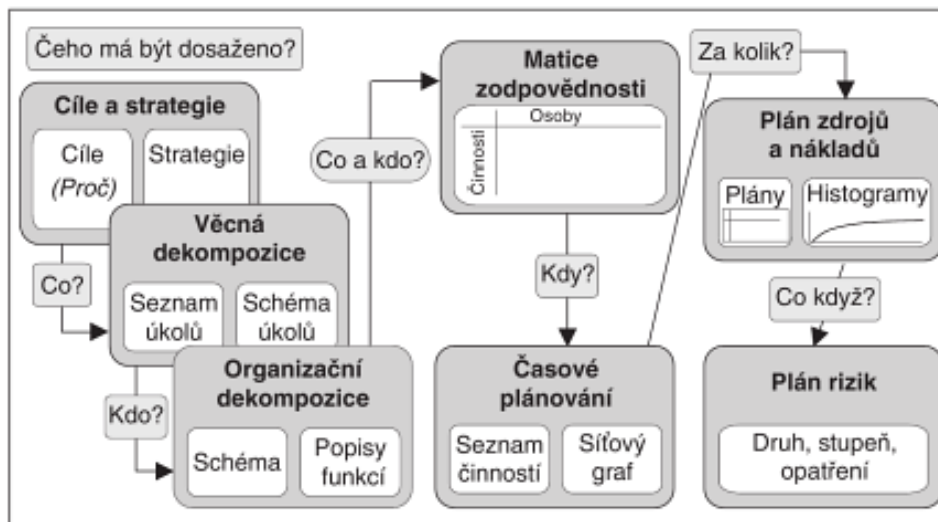 Čeho má být dosaženo?
Cíle a strategie
Cíle
(Proč)
Strategie
Co?
Věcná
dekompozice
Seznam
úkolů
Schéma
úkolů
Kdo?
Organizační
dekompozice
Schéma
Popisy
funkcí
Co a kdo?
Matice
zodpovědnosti
Osoby
Činnosti
Kdy?
Časové
plánování
Seznam
činností
Síťový
graf
Za kolik?
Plán zdrojů
a nákladů
Plány
Histogramy
Co když?
Plán rizik
Druh, stupeň,
opatření